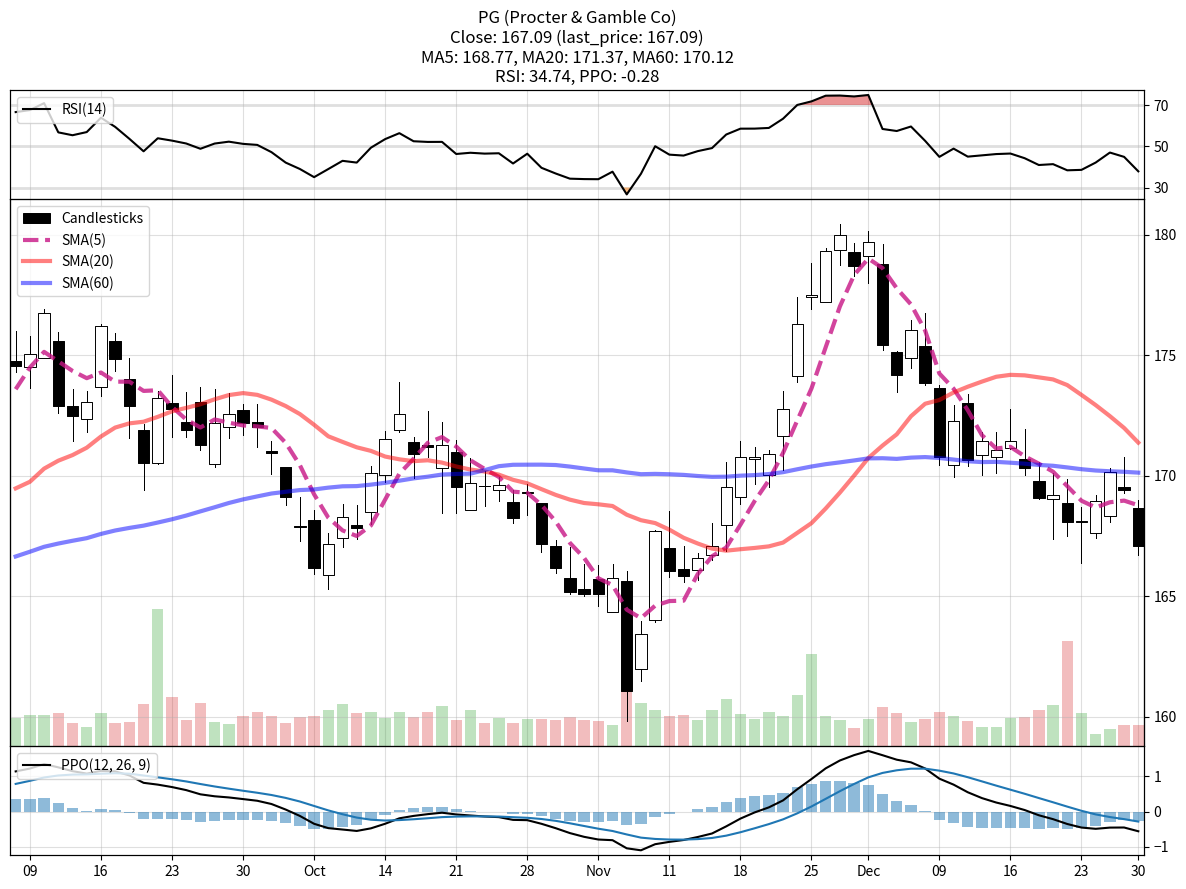 PG (Procter & Gamble Co)
Close: 167.09 (last_price: 167.09)
MA5: 168.77, MA20: 171.37, MA60: 170.12
RSI: 34.74, PPO: -0.28
RSI(14)
70
50
30
Candlesticks
SMA(5)
SMA(20)
SMA(60)
180
175
170
165
160
PPO(12, 26, 9)
1
0
−1
09 16 23 30 Oct 14 21 28 Nov 11 18 25 Dec 09 16 23 30